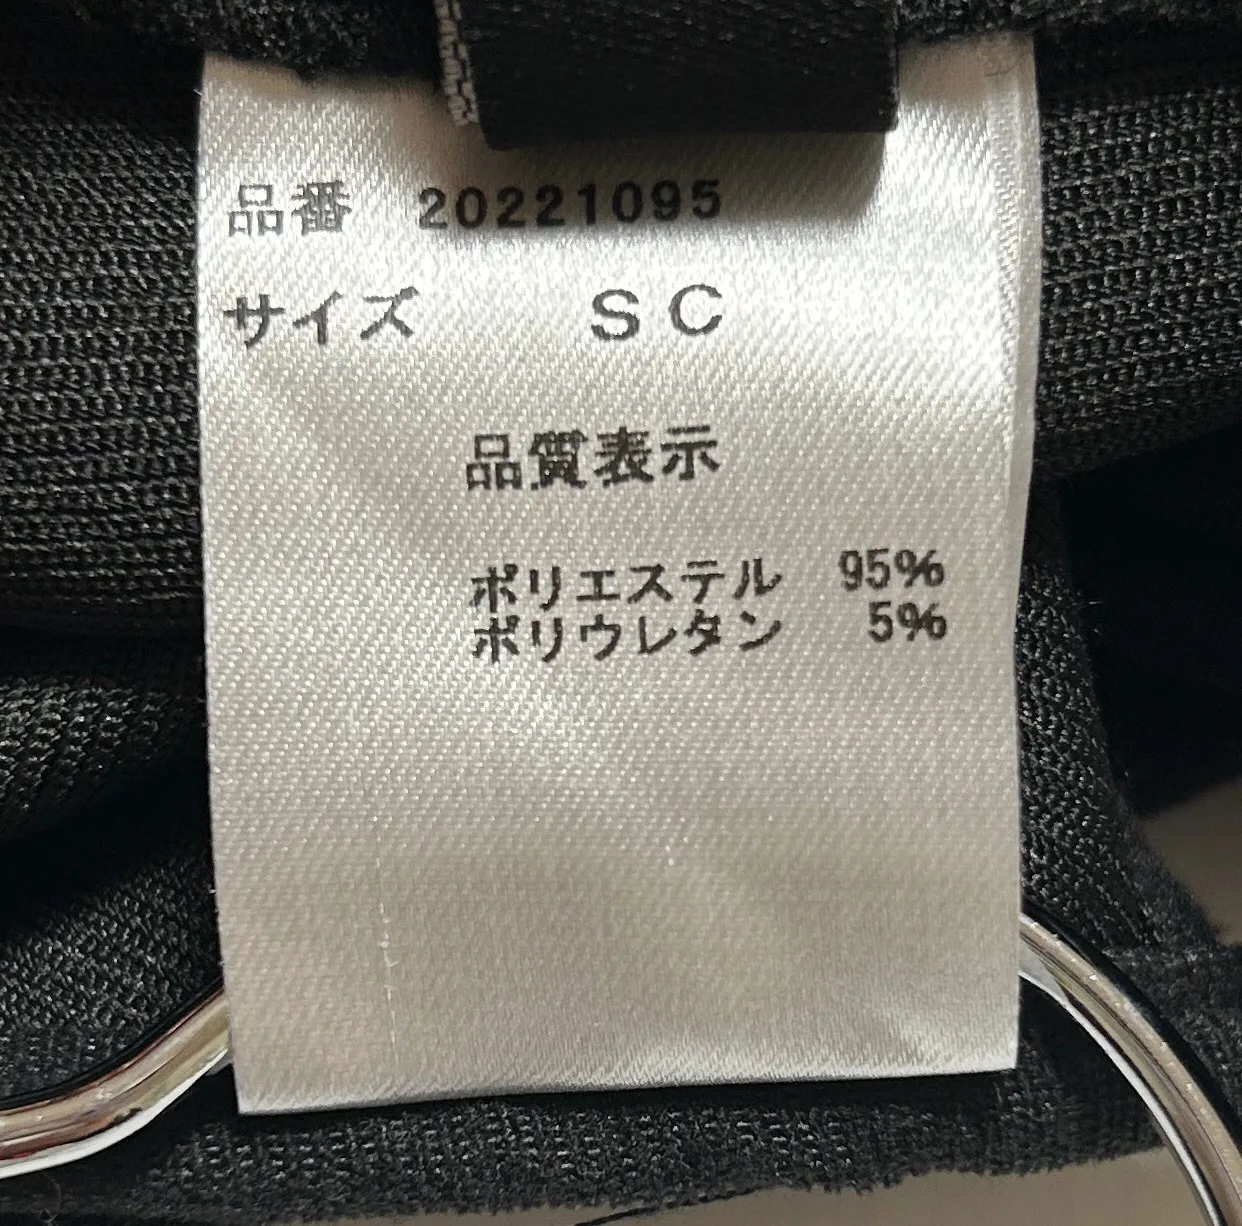 品番 20221095
サイズ SC
品質表示
ポリエステル 95%
ポリウレタン 5%